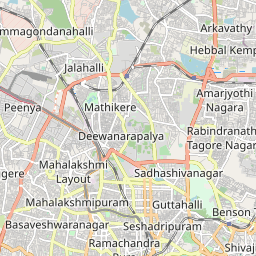 Arkavathy
mmagondanahalli
Hebbal Kemp
Jalahalli
Amarjyothi
Nagara
Peenya
Mathikere
Rabindranath
Tagore Nagar
Deewanarapalya
Mahalakshmi
Layout
Sadhashivanagar
gere
Mahalakshmipuram
Guttahalli
Benson
Basaveshwaranagar
Seshadripuram
Ramachandra
Shivaj